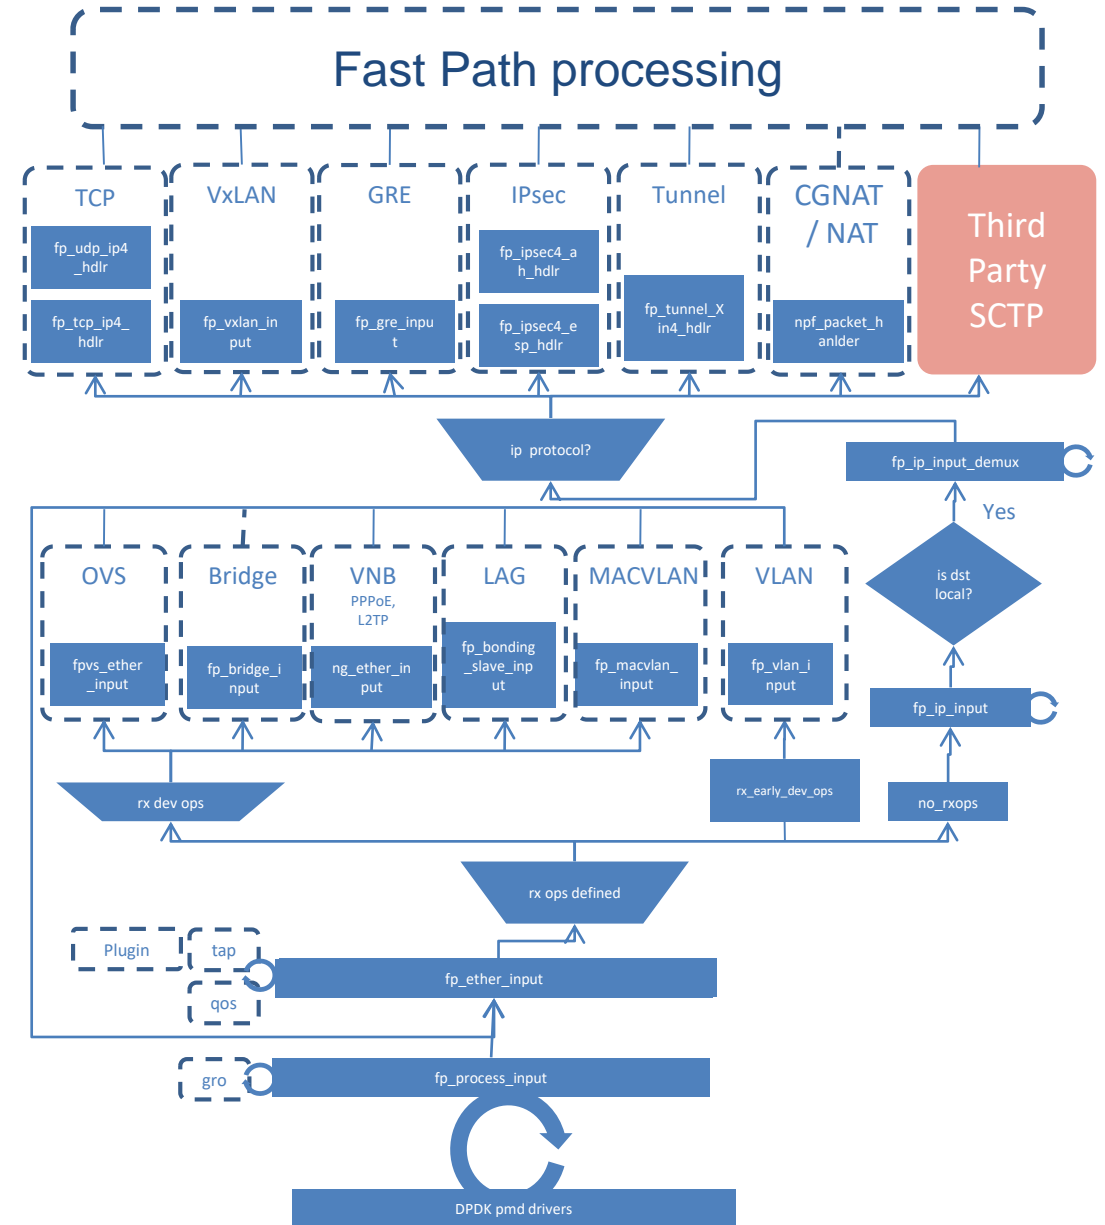 Fast Path processing
TCP
fp_udp_ip4
_hdlr
fp_tcp_ip4_
hdlr
VxLAN
fp_vxlan_in
put
GRE
fp_gre_inpu
t
IPsec
fp_ipsec4_a
h_hdlr
fp_ipsec4_e
sp_hdlr
Tunnel
fp_tunnel_X
in4_hdlr
CGNAT
/ NAT
npf_packet_h
anlder
Third
Party
SCTP
ip protocol?
fp_ip_input_demux
Yes
is dst
local?
fp_ip_input
no_rxops
OVS
fpvs_ether
_input
Bridge
fp_bridge_i
nput
VNB
PPPoE,
L2TP
ng_ether_in
put
LAG
fp_bonding
_slave_inp
ut
MACVLAN
fp_macvlan_
input
VLAN
fp_vlan_i
nput
rx dev ops
rx_early_dev_ops
rx ops defined
Plugin
tap
qos
fp_ether_input
gro
fp_process_input
DPDK pmd drivers